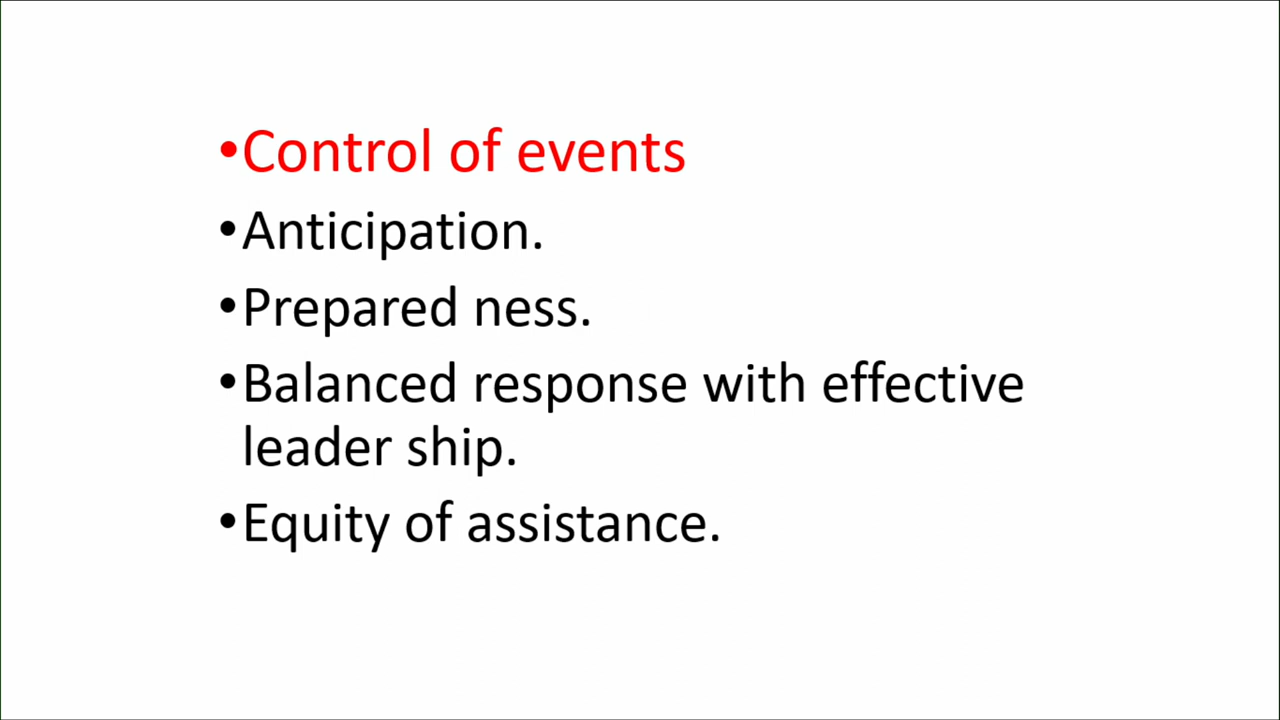 •Control of events
•Anticipation.
•Prepared ness.
•Balanced response with effective
leader ship.
•Equity of assistance.